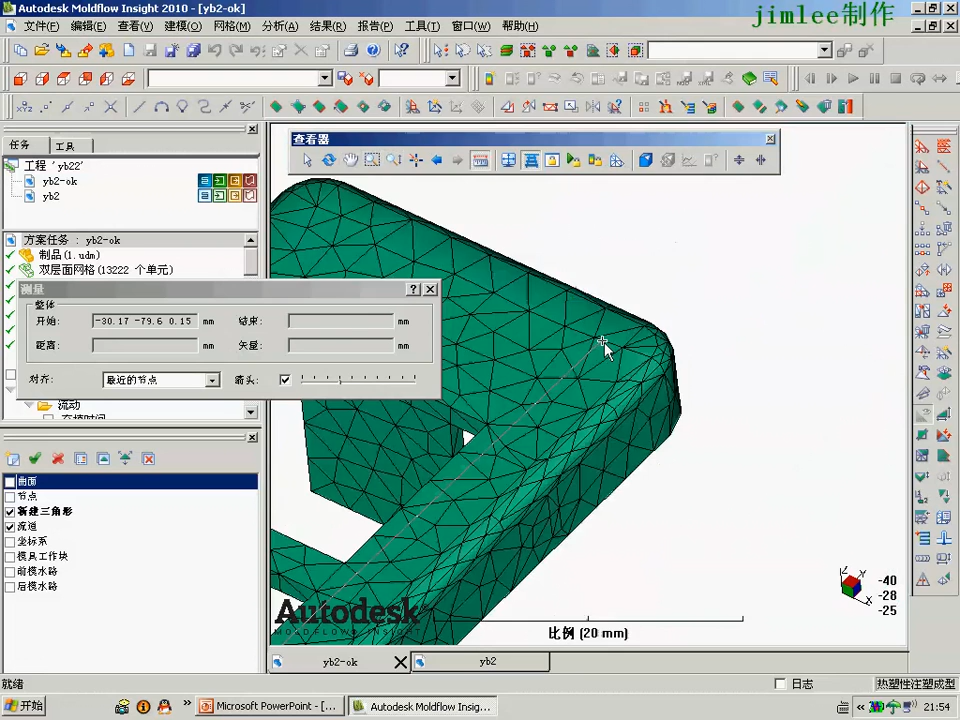 Autodesk Moldflow Insight 2010 - [yb2-ok]
jimlee制作
文件(F) 编辑(E) 查看(V) 建模(O) 网格(M) 分析(A) 结果(R) 报告(P) 工具(T) 窗口(W) 帮助(H)
查看器
任务 工具
工程 'yb22'
yb2-ok
yb2
方案任务: yb2-ok
制品(1.udm)
双层面网格(13222 个单元)
测量
整体
开始: -30.17 -79.6 0.15 mm 结束: mm
距离: mm 矢量: mm
对齐: 最近的节点 箭头:
流动
充填时间
曲面
节点
新建三角形
流道
坐标系
模具工作块
前模水路
后模水路
Z Y X
-40
-28
-25
Autodesk
MOLDFLOW INSIGHT
比例 (20 mm)
yb2-ok yb2
就绪 日志 热塑性注塑成型
开始 Microsoft PowerPoint - [... Autodesk Moldflow Insig... 21:54